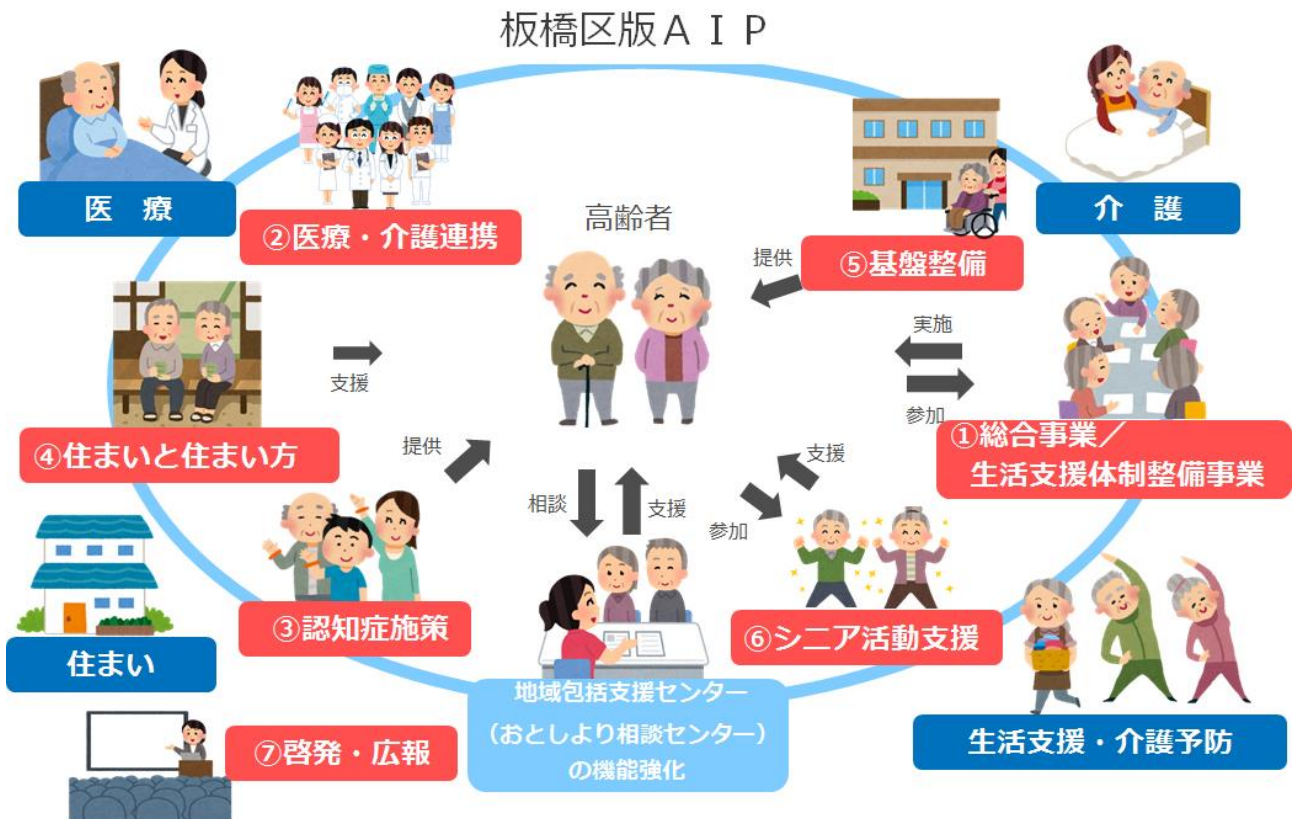 板橋区版ＡＩＰ
医　療
②医療・介護連携
高齢者
⑤基盤整備
介　護
提供
実施
参加
①総合事業／
生活支援体制整備事業
支援
④住まいと住まい方
提供
相談
支援
参加
支援
③認知症施策
⑥シニア活動支援
住まい
地域包括支援センター
（おとしより相談センター）
の機能強化
⑦啓発・広報
生活支援・介護予防